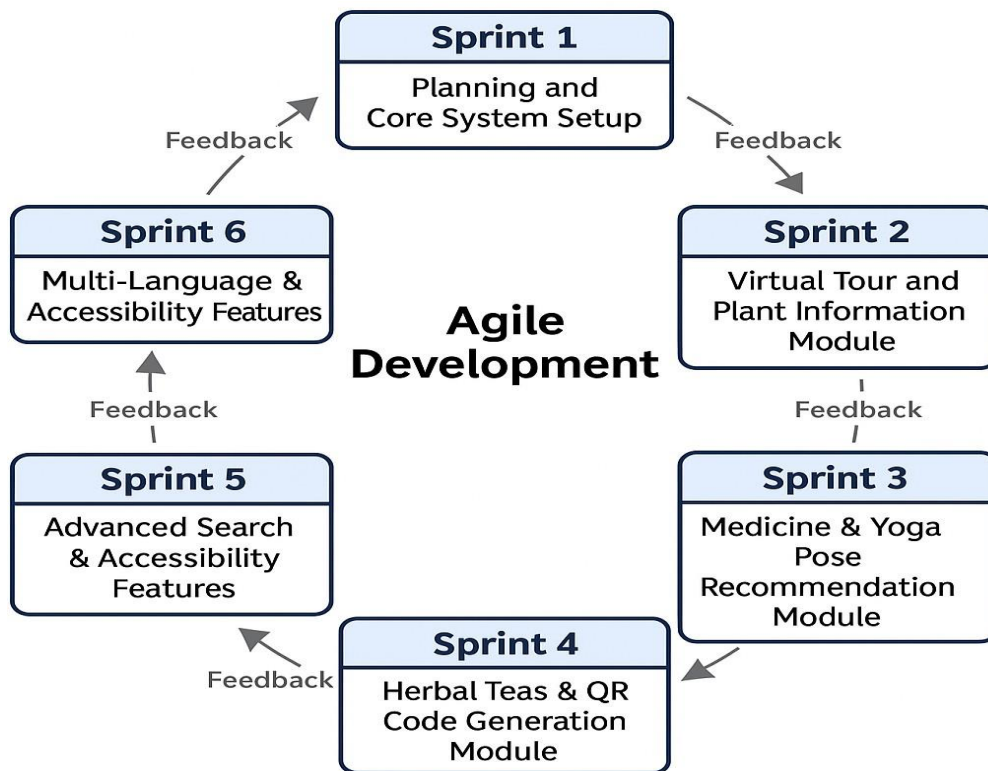 Sprint 1
Planning and
Core System Setup
Feedback
Feedback
Sprint 6
Multi-Language &
Accessibility Features
Sprint 2
Virtual Tour and
Plant Information
Module
Agile
Development
Feedback
Feedback
Sprint 5
Advanced Search
& Accessibility
Features
Sprint 3
Medicine & Yoga
Pose
Recommendation
Module
Sprint 4
Herbal Teas & QR
Code Generation
Module
Feedback